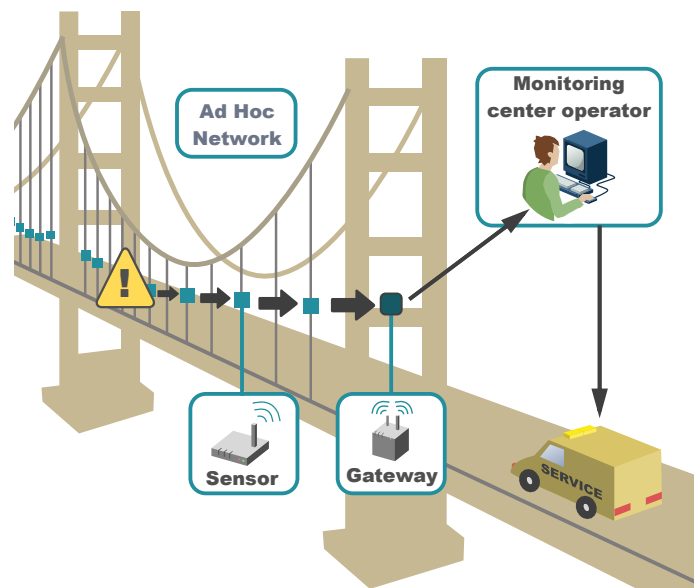 Ad Hoc
Network
Monitoring
center operator
!
Sensor
Gateway
SERVICE